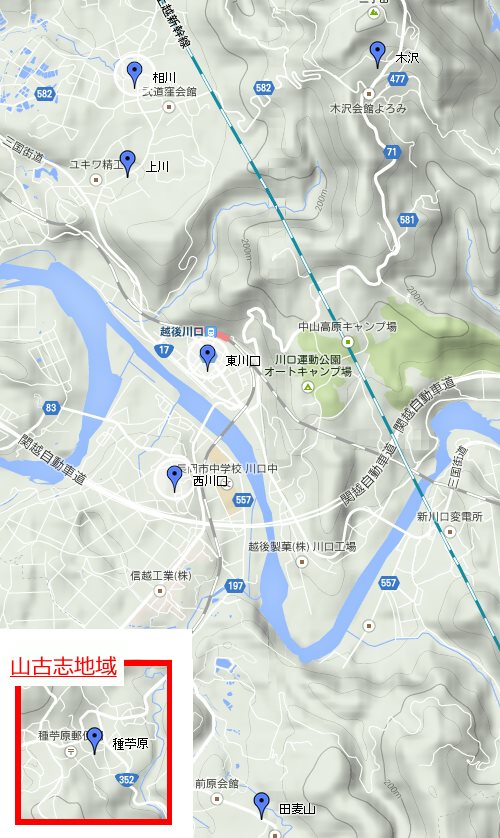 二子山
上越新幹線
木沢
477
相川
582
582
武道窪会館
木沢会館よろみ
三国街道
71
上川
ユキワ精工
200m
581
200m
越後川口
17
東川口
中山高原キャンプ場
川口運動公園
オートキャンプ場
83
関越自動車道
関越自動車道
関越自動車道
長岡市中学校 川口中
西川口
557
三国街道
新川口変電所
越後製菓(株) 川口工場
信越工業(株)
197
557
山古志地域
種苧原郵便局
種苧原
352
200m
前原会館
田麦山